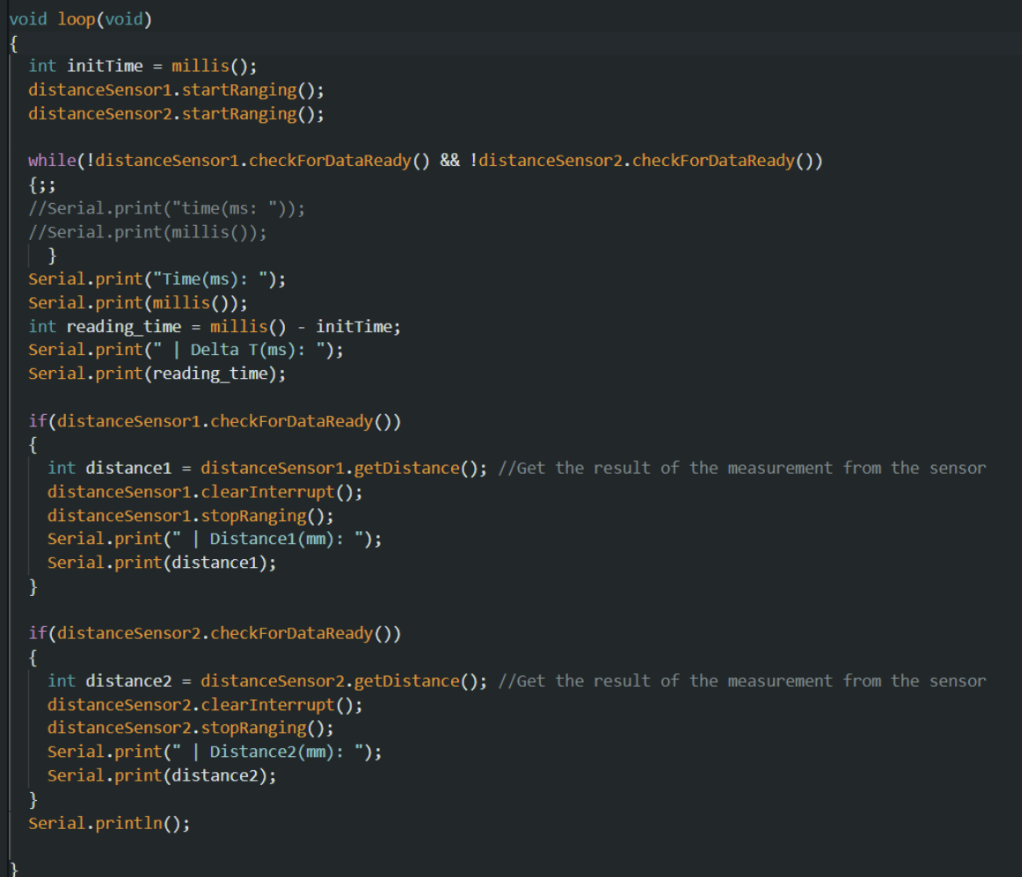 void loop(void)
{
  int initTime = millis();
  distanceSensor1.startRanging();
  distanceSensor2.startRanging();

  while(!distanceSensor1.checkForDataReady() && !distanceSensor2.checkForDataReady())
  {;;
  //Serial.print("time(ms: "));
  //Serial.print(millis());
    }
  Serial.print("Time(ms): ");
  Serial.print(millis());
  int reading_time = millis() - initTime;
  Serial.print(" | Delta T(ms): ");
  Serial.print(reading_time);

  if(distanceSensor1.checkForDataReady())
  {
    int distance1 = distanceSensor1.getDistance(); //Get the result of the measurement from the sensor
    distanceSensor1.clearInterrupt();
    distanceSensor1.stopRanging();
    Serial.print(" | Distance1(mm): ");
    Serial.print(distance1);
  }

  if(distanceSensor2.checkForDataReady())
  {
    int distance2 = distanceSensor2.getDistance(); //Get the result of the measurement from the sensor
    distanceSensor2.clearInterrupt();
    distanceSensor2.stopRanging();
    Serial.print(" | Distance2(mm): ");
    Serial.print(distance2);
  }
  Serial.println();

}